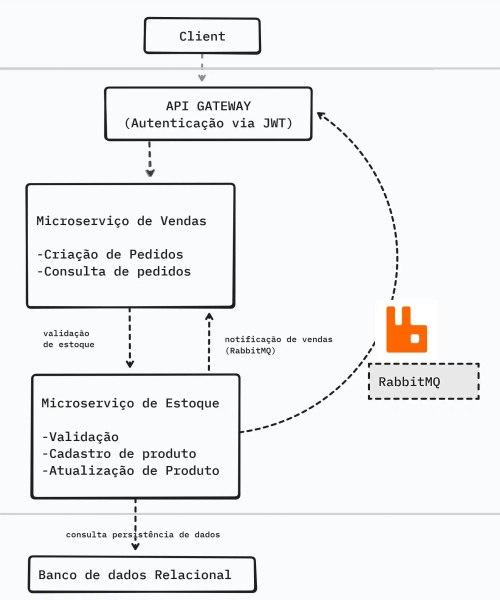 Client
API GATEWAY
(Autenticação via JWT)
Microserviço de Vendas
-Criação de Pedidos
-Consulta de pedidos
validação
de estoque
notificação de vendas
(RabbitMQ)
RabbitMQ
Microserviço de Estoque
-Validação
-Cadastro de produto
-Atualização de Produto
consulta persistência de dados
Banco de dados Relacional